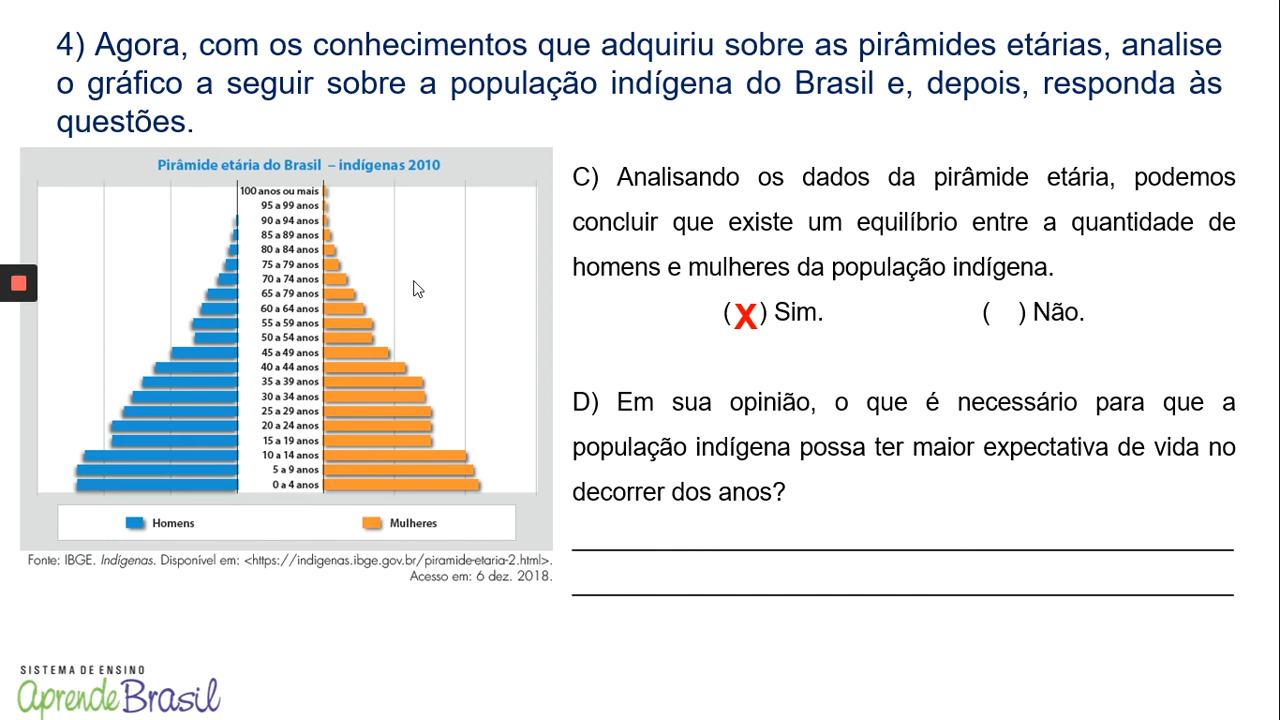 4) Agora, com os conhecimentos que adquiriu sobre as pirâmides etárias, analise
o gráfico a seguir sobre a população indígena do Brasil e, depois, responda às
questões.
Pirâmide etária do Brasil – indígenas 2010
100 anos ou mais
95 a 99 anos
90 a 94 anos
85 a 89 anos
80 a 84 anos
75 a 79 anos
70 a 74 anos
65 a 79 anos
60 a 64 anos
55 a 59 anos
50 a 54 anos
45 a 49 anos
40 a 44 anos
35 a 39 anos
30 a 34 anos
25 a 29 anos
20 a 24 anos
15 a 19 anos
10 a 14 anos
5 a 9 anos
0 a 4 anos
Homens Mulheres
Fonte: IBGE. Indígenas. Disponível em: <https://indigenas.ibge.gov.br/piramide-etaria-2.html>.
Acesso em: 6 dez. 2018.
C) Analisando os dados da pirâmide etária, podemos
concluir que existe um equilíbrio entre a quantidade de
homens e mulheres da população indígena.
(X) Sim. ( ) Não.
D) Em sua opinião, o que é necessário para que a
população indígena possa ter maior expectativa de vida no
decorrer dos anos?
SISTEMA DE ENSINO
aprende Brasil